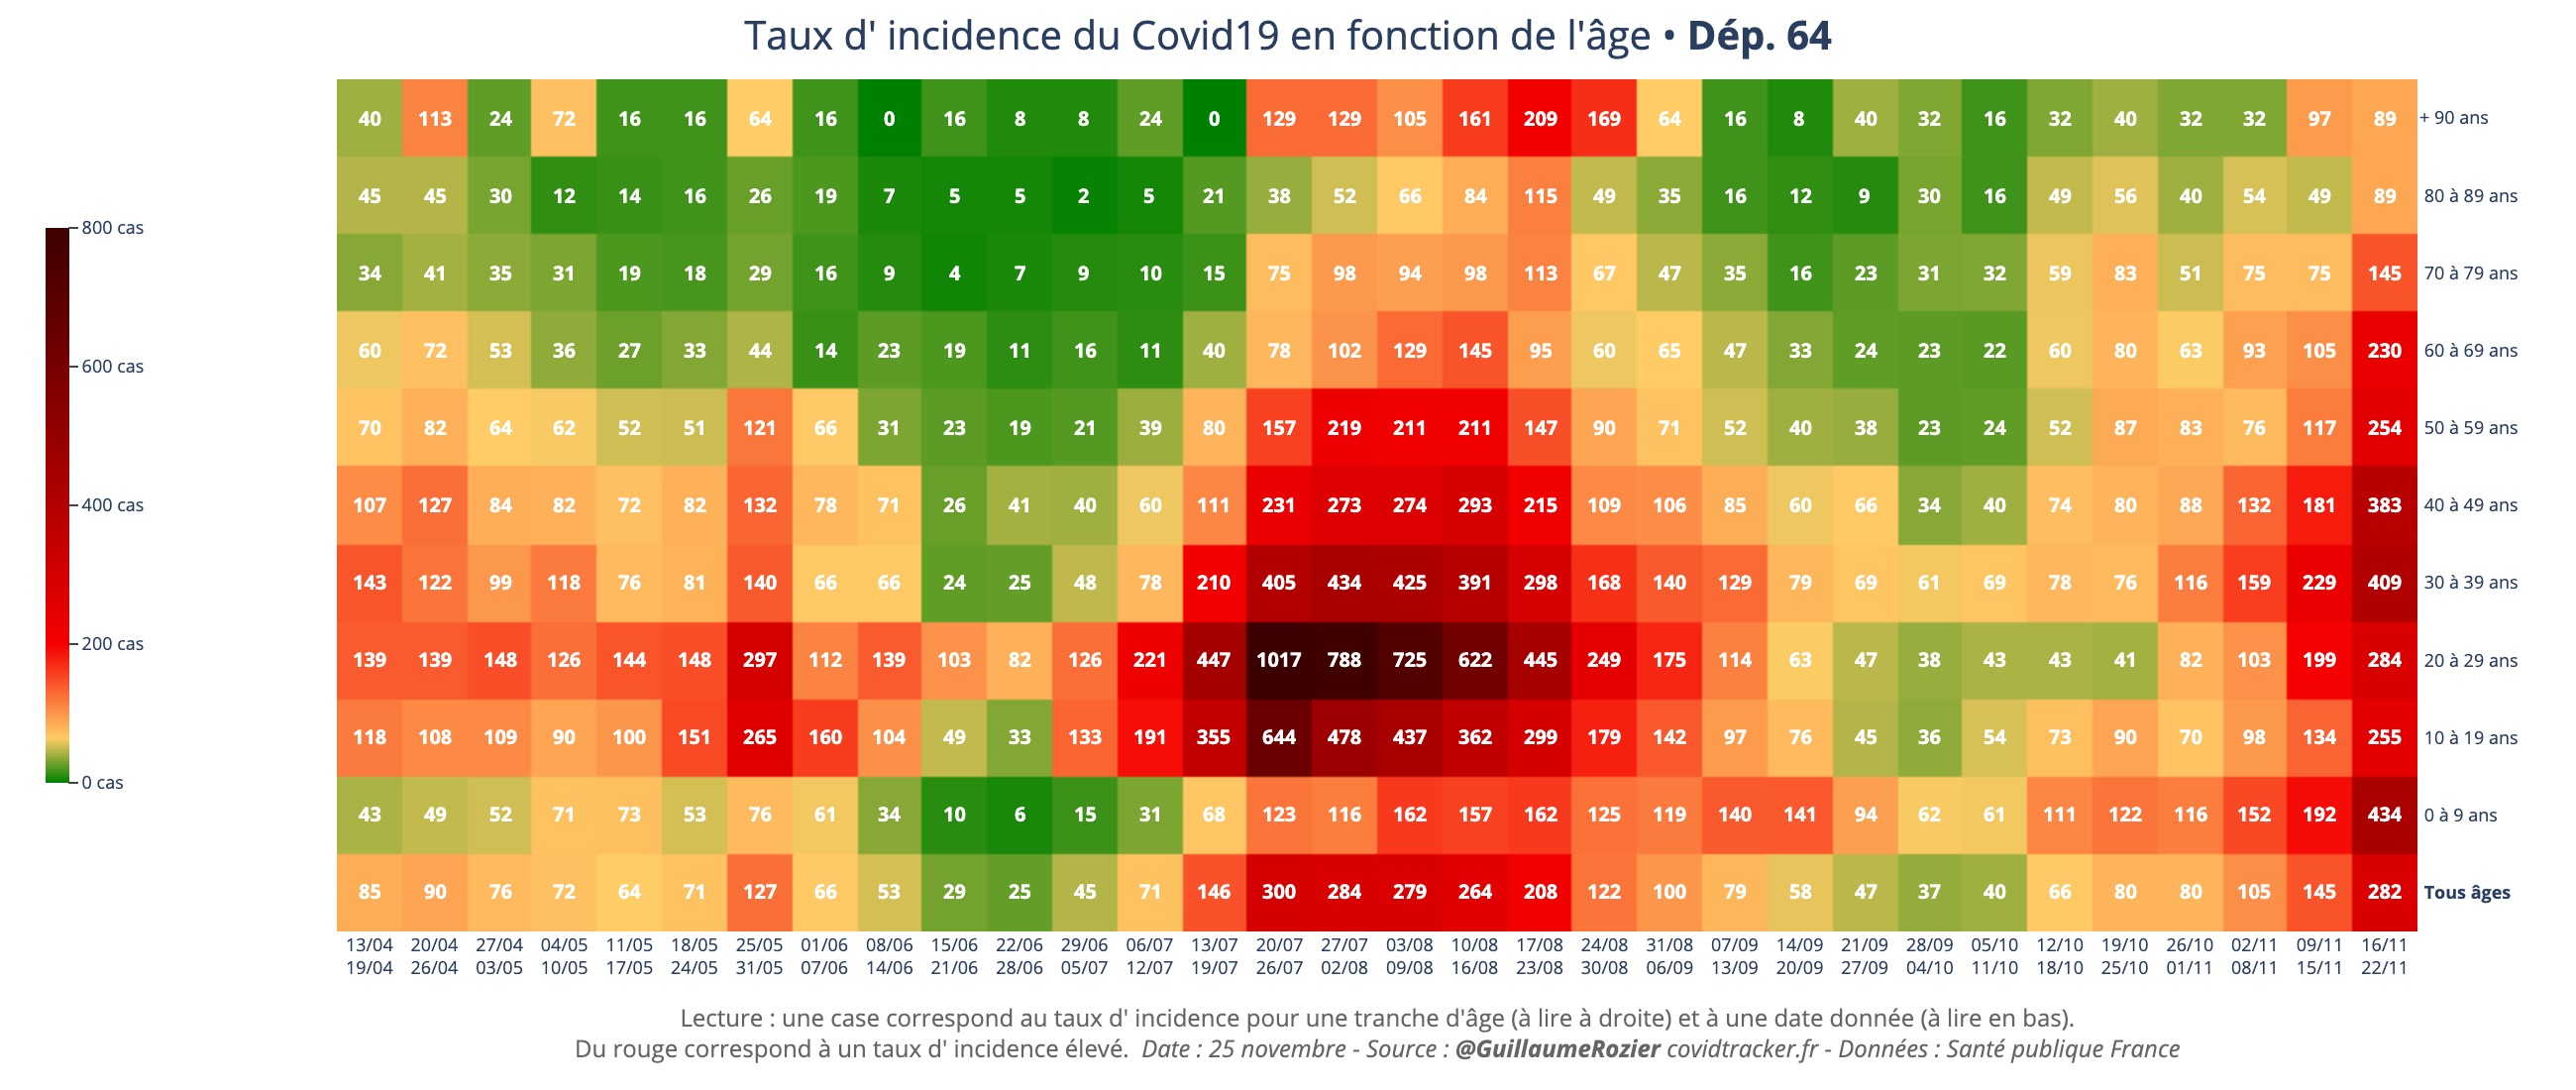 Taux d' incidence du Covid19 en fonction de l'âge • Dép. 64
800 cas
600 cas
400 cas
200 cas
0 cas
40 113 24 72 16 16 64 16 0 16 8 8 24 0 129 129 105 161 209 169 64 16 8 40 32 16 32 40 32 32 97 89 + 90 ans
45 45 30 12 14 16 26 19 7 5 5 2 5 21 38 52 66 84 115 49 35 16 12 9 30 16 49 56 40 54 49 89 80 à 89 ans
34 41 35 31 19 18 29 16 9 4 7 9 10 15 75 98 94 98 113 67 47 35 16 23 31 32 59 83 51 75 75 145 70 à 79 ans
60 72 53 36 27 33 44 14 23 19 11 16 11 40 78 102 129 145 95 60 65 47 33 24 23 22 60 80 63 93 105 230 60 à 69 ans
70 82 64 62 52 51 121 66 31 23 19 21 39 80 157 219 211 211 147 90 71 52 40 38 23 24 52 87 83 76 117 254 50 à 59 ans
107 127 84 82 72 82 132 78 71 26 41 40 60 111 231 273 274 293 215 109 106 85 60 66 34 40 74 80 88 132 181 383 40 à 49 ans
143 122 99 118 76 81 140 66 66 24 25 48 78 210 405 434 425 391 298 168 140 129 79 69 61 69 78 76 116 159 229 409 30 à 39 ans
139 139 148 126 144 148 297 112 139 103 82 126 221 447 1017 788 725 622 445 249 175 114 63 47 38 43 43 41 82 103 199 284 20 à 29 ans
118 108 109 90 100 151 265 160 104 49 33 133 191 355 644 478 437 362 299 179 142 97 76 45 36 54 73 90 70 98 134 255 10 à 19 ans
43 49 52 71 73 53 76 61 34 10 6 15 31 68 123 116 162 157 162 125 119 140 141 94 62 61 111 122 116 152 192 434 0 à 9 ans
85 90 76 72 64 71 127 66 53 29 25 45 71 146 300 284 279 264 208 122 100 79 58 47 37 40 66 80 80 105 145 282 Tous âges
13/04 20/04 27/04 04/05 11/05 18/05 25/05 01/06 08/06 15/06 22/06 29/06 06/07 13/07 20/07 27/07 03/08 10/08 17/08 24/08 31/08 07/09 14/09 21/09 28/09 05/10 12/10 19/10 26/10 02/11 09/11 16/11
19/04 26/04 03/05 10/05 17/05 24/05 31/05 07/06 14/06 21/06 28/06 05/07 12/07 19/07 26/07 02/08 09/08 16/08 23/08 30/08 06/09 13/09 20/09 27/09 04/10 11/10 18/10 25/10 01/11 08/11 15/11 22/11
Lecture : une case correspond au taux d' incidence pour une tranche d'âge (à lire à droite) et à une date donnée (à lire en bas).
Du rouge correspond à un taux d' incidence élevé. Date : 25 novembre - Source : @GuillaumeRozier covidtracker.fr - Données : Santé publique France